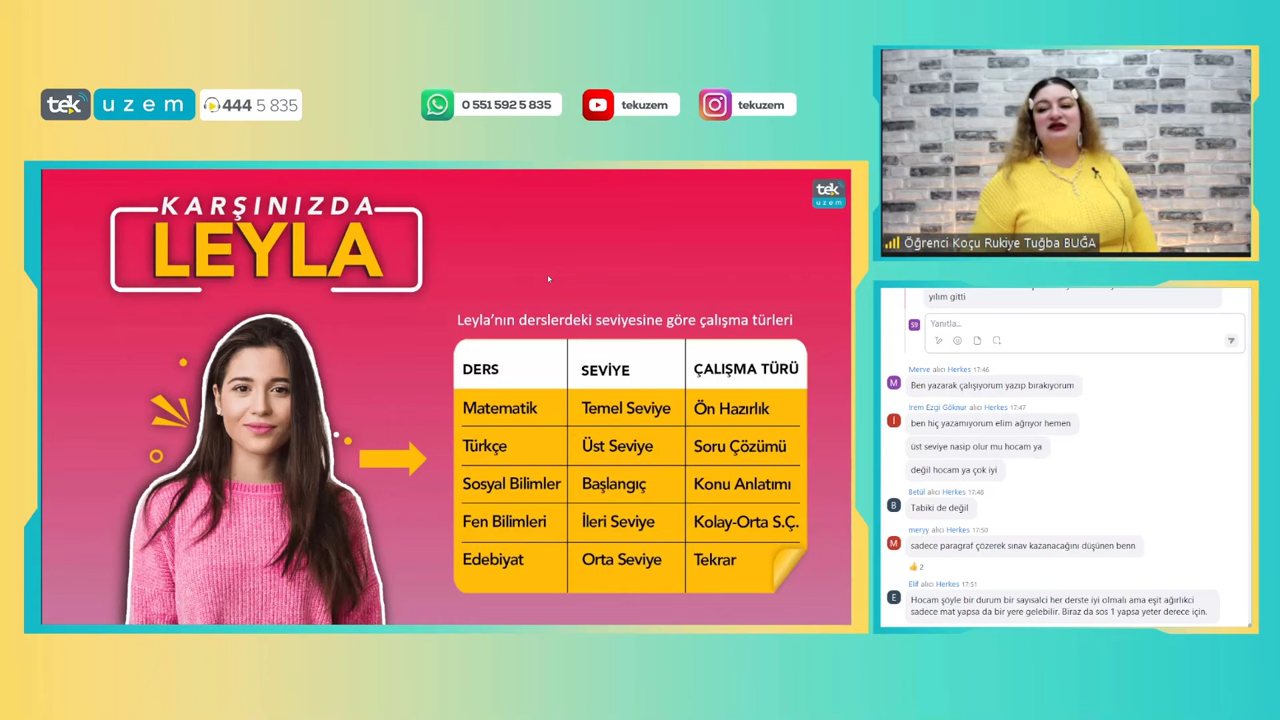 tek uzem 444 5 835
0 551 592 5 835
tekuzem
tekuzem
KARŞINIZDA
LEYLA
tek
uzem
Leyla’nın derslerdeki seviyesine göre çalışma türleri
DERS SEVİYE ÇALIŞMA TÜRÜ
Matematik Temel Seviye Ön Hazırlık
Türkçe Üst Seviye Soru Çözümü
Sosyal Bilimler Başlangıç Konu Anlatımı
Fen Bilimleri İleri Seviye Kolay-Orta S.Ç.
Edebiyat Orta Seviye Tekrar
Öğrenci Koçu Rukiye Tuğba BUĞA
yılım gitti
S9
Yanıtla...
Merve alıcı Herkes 17:46
M
Ben yazarak çalışıyorum yazıp bırakıyorum
İrem Ezgi Göknur alıcı Herkes 17:47
I
ben hiç yazamıyorum elim ağrıyor hemen
üst seviye nasip olur mu hocam ya
değil hocam ya çok iyi
Betül alıcı Herkes 17:48
B
Tabiki de değil
meryy alıcı Herkes 17:50
M
sadece paragraf çözerek sınav kazanacağını düşünen benn
👍 2
Elif alıcı Herkes 17:51
E
Hocam şöyle bir durum bir sayısalci her derste iyi olmalı ama eşit ağırlıkci
sadece mat yapsa da bir yere gelebilir. Biraz da sos 1 yapsa yeter derece için.